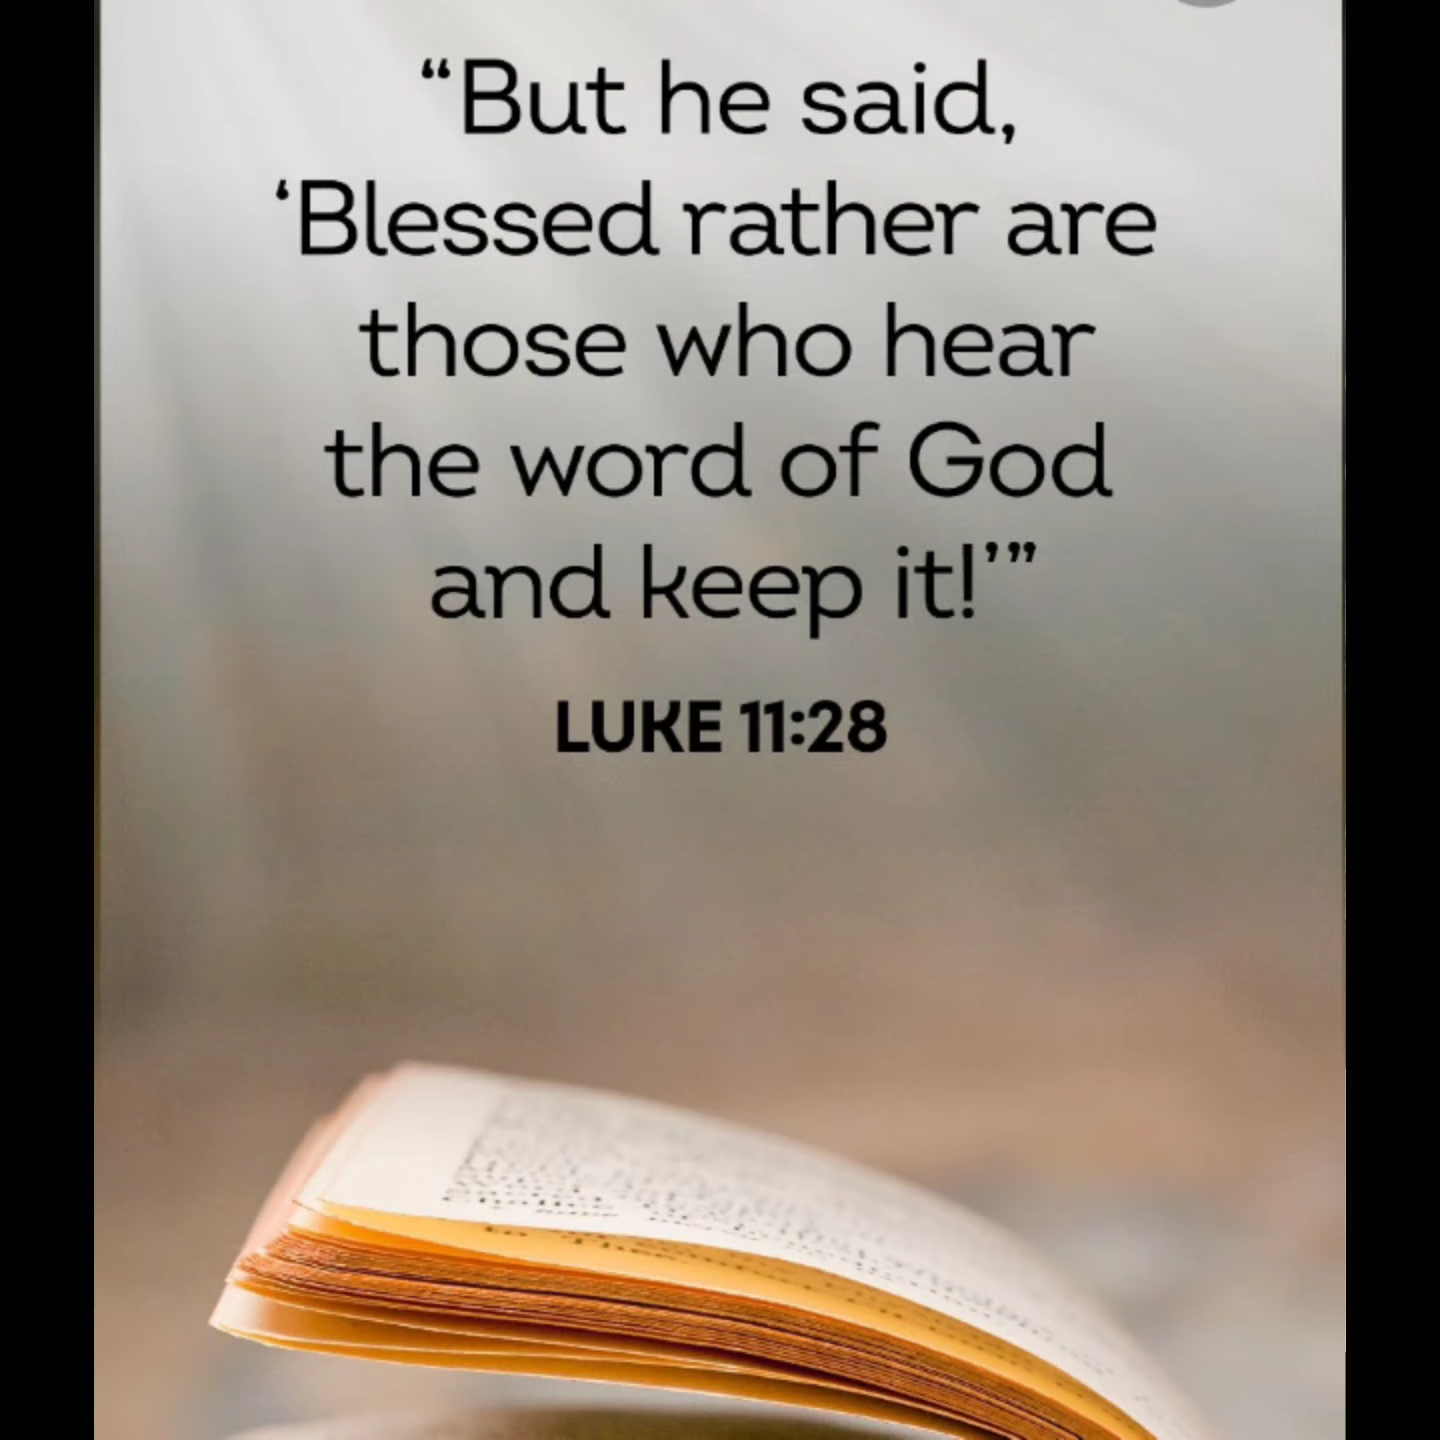 “But he said,
‘Blessed rather are
those who hear
the word of God
and keep it!’”
LUKE 11:28